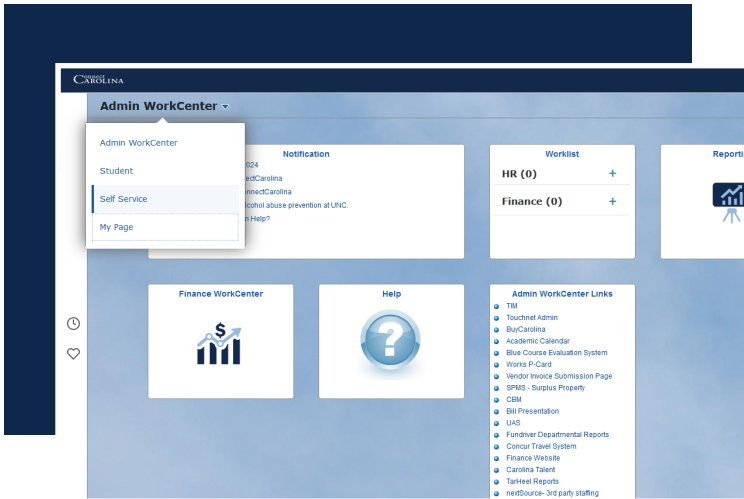 Connect
CAROLINA
Admin WorkCenter
Admin WorkCenter
Student
Self Service
My Page
Notification
024
ectCarolina
onnectCarolina
lcohol abuse prevention at UNC.
n Help?
Worklist
HR (0) +
Finance (0) +
Reporti
Finance WorkCenter
$
Help
?
Admin WorkCenter Links
TIM
Touchnet Admin
BuyCarolina
Academic Calendar
Blue Course Evaluation System
Works P-Card
Vendor Invoice Submission Page
SPMS - Surplus Property
CBM
Bill Presentation
UAS
Fundriver Departmental Reports
Concur Travel System
Finance Website
Carolina Talent
TarHeel Reports
nextSource- 3rd party staffing